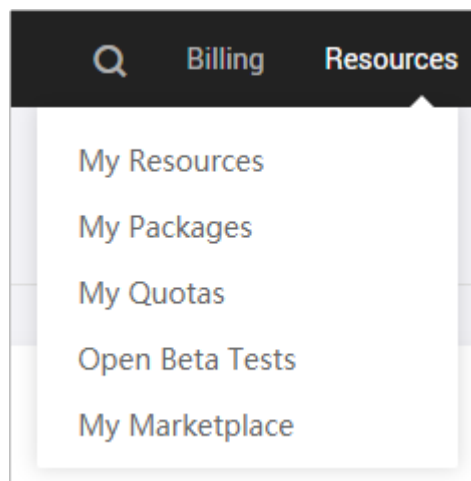 Billing Resources
My Resources
My Packages
My Quotas
Open Beta Tests
My Marketplace